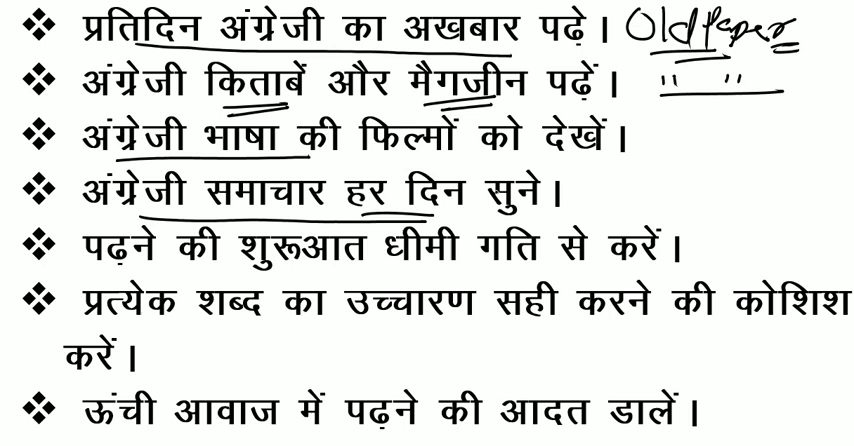 ❖ प्रतिदिन अंग्रेजी का अखबार पढ़े। Old Paper
❖ अंग्रेजी किताबें और मैगजीन पढ़ें। " "
❖ अंग्रेजी भाषा की फिल्मों को देखें।
❖ अंग्रेजी समाचार हर दिन सुने।
❖ पढ़ने की शुरूआत धीमी गति से करें।
❖ प्रत्येक शब्द का उच्चारण सही करने की कोशिश
करें।
❖ ऊंची आवाज में पढ़ने की आदत डालें।